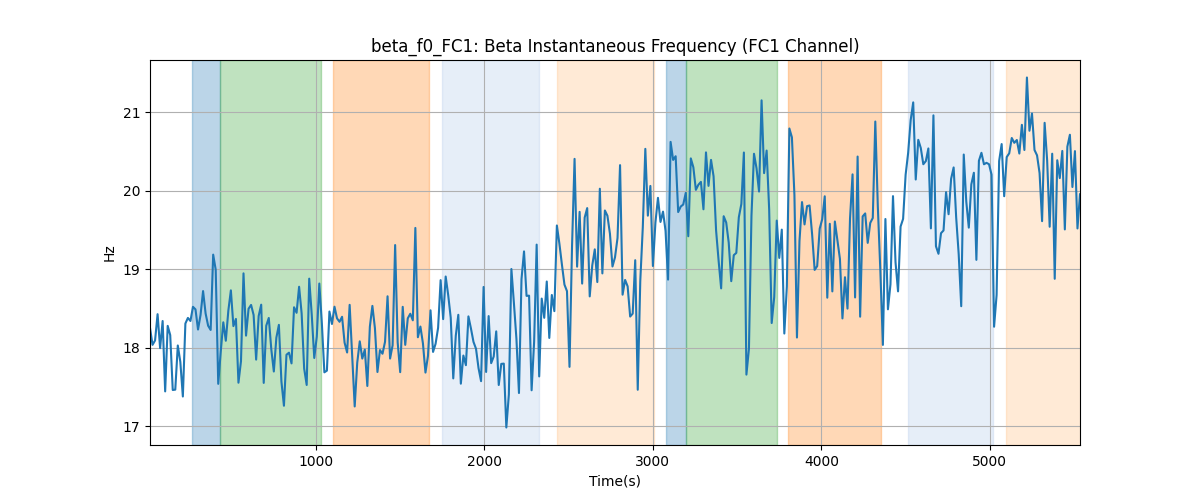 beta_f0_FC1: Beta Instantaneous Frequency (FC1 Channel)
21
20
19
18
17
Hz
1000 2000 3000 4000 5000
Time(s)